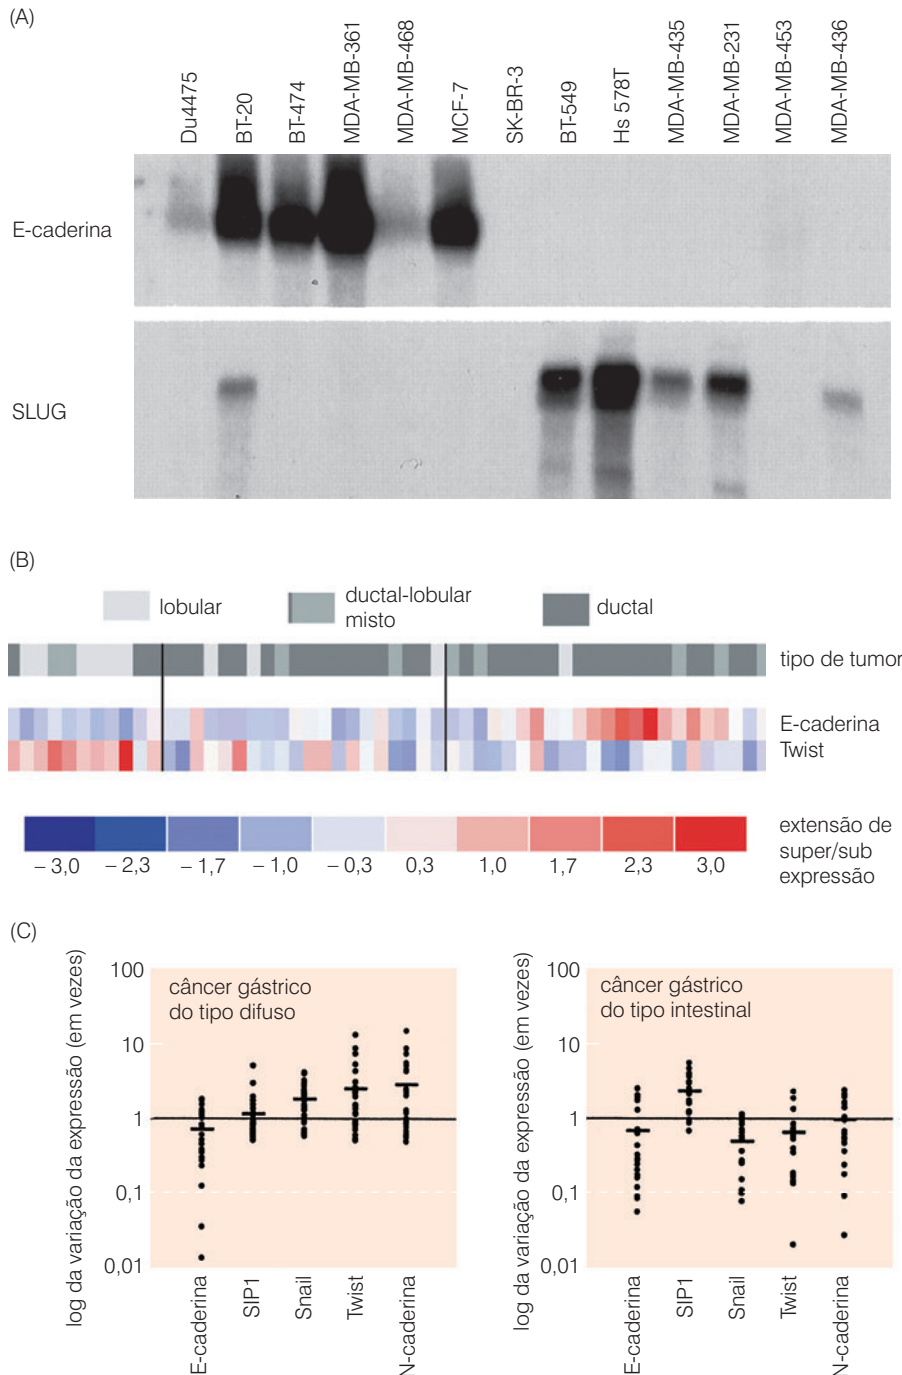 (A)
Du4475
BT-20
BT-474
MDA-MB-361
MDA-MB-468
MCF-7
SK-BR-3
BT-549
Hs 578T
MDA-MB-435
MDA-MB-231
MDA-MB-453
MDA-MB-436
E-caderina
SLUG
(B)
lobular
ductal-lobular
misto
ductal
tipo de tumor
E-caderina
Twist
– 3,0
– 2,3
– 1,7
– 1,0
– 0,3
0,3
1,0
1,7
2,3
3,0
extensão de
super/sub
expressão
(C)
log da variação da expressão (em vezes)
100
10
1
0,1
0,01
câncer gástrico
do tipo difuso
E-caderina
SIP1
Snail
Twist
N-caderina
log da variação da expressão (em vezes)
100
10
1
0,1
0,01
câncer gástrico
do tipo intestinal
E-caderina
SIP1
Snail
Twist
N-caderina